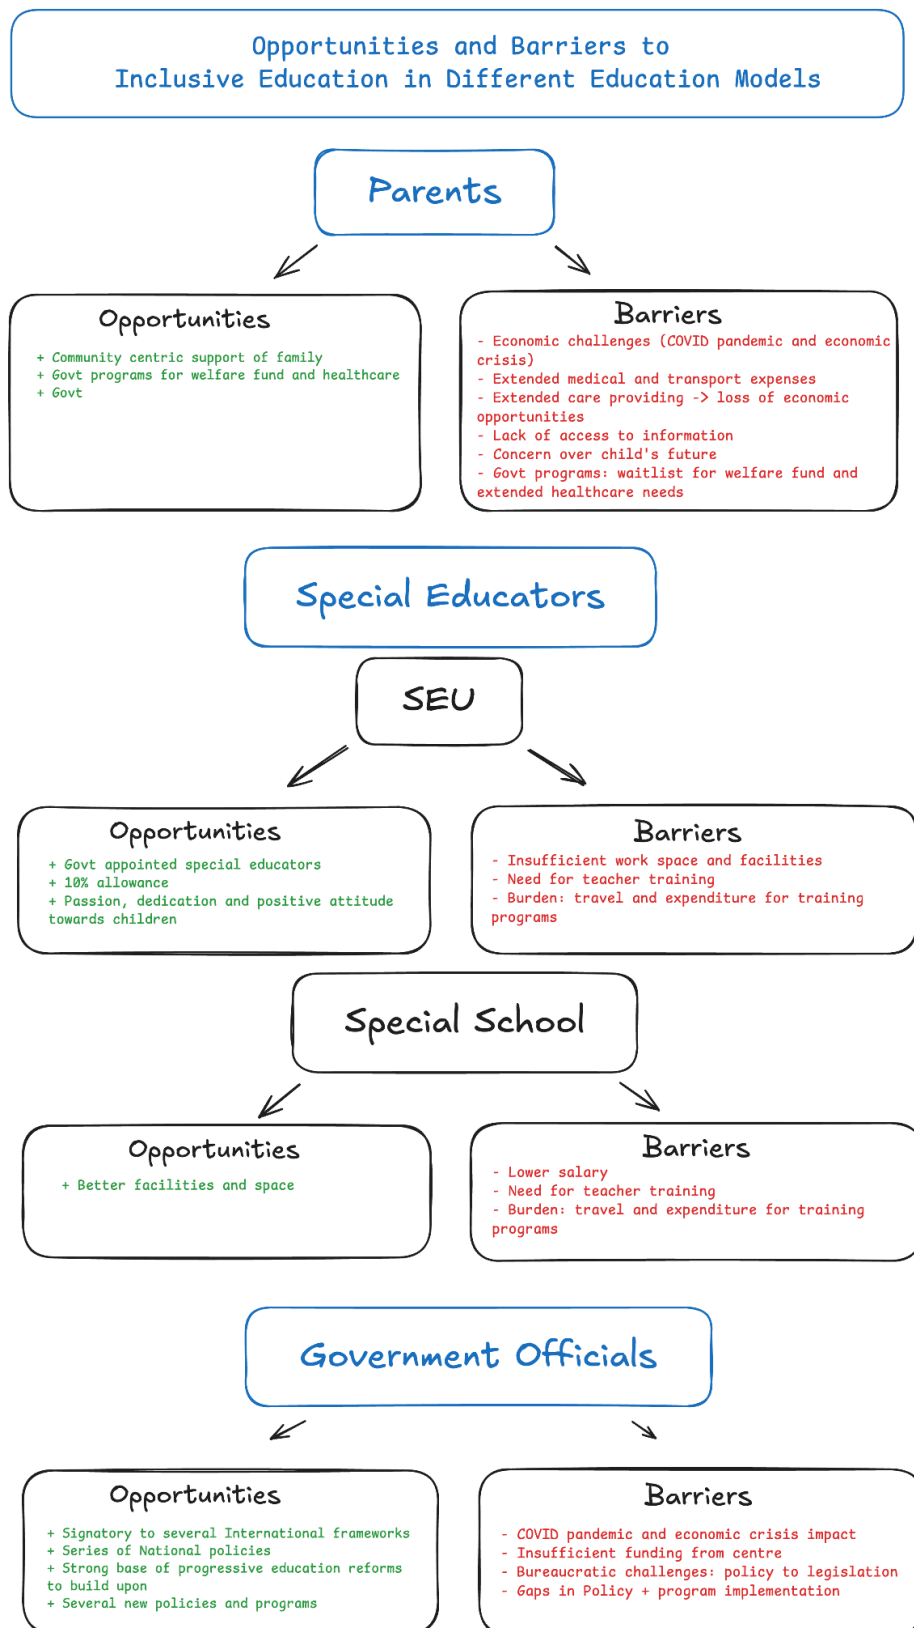 Opportunities and Barriers to
Inclusive Education in Different Education Models
Parents
Opportunities
+ Community centric support of family
+ Govt programs for welfare fund and healthcare
+ Govt
Barriers
- Economic challenges (COVID pandemic and economic
crisis)
- Extended medical and transport expenses
- Extended care providing -> loss of economic
opportunities
- Lack of access to information
- Concern over child's future
- Govt programs: waitlist for welfare fund and
extended healthcare needs
Special Educators
SEU
Opportunities
+ Govt appointed special educators
+ 10% allowance
+ Passion, dedication and positive attitude
towards children
Barriers
- Insufficient work space and facilities
- Need for teacher training
- Burden: travel and expenditure for training
programs
Special School
Opportunities
+ Better facilities and space
Barriers
- Lower salary
- Need for teacher training
- Burden: travel and expenditure for training
programs
Government Officials
Opportunities
+ Signatory to several International frameworks
+ Series of National policies
+ Strong base of progressive education reforms
to build upon
+ Several new policies and programs
Barriers
- COVID pandemic and economic crisis impact
- Insufficient funding from centre
- Bureaucratic challenges: policy to legislation
- Gaps in Policy + program implementation